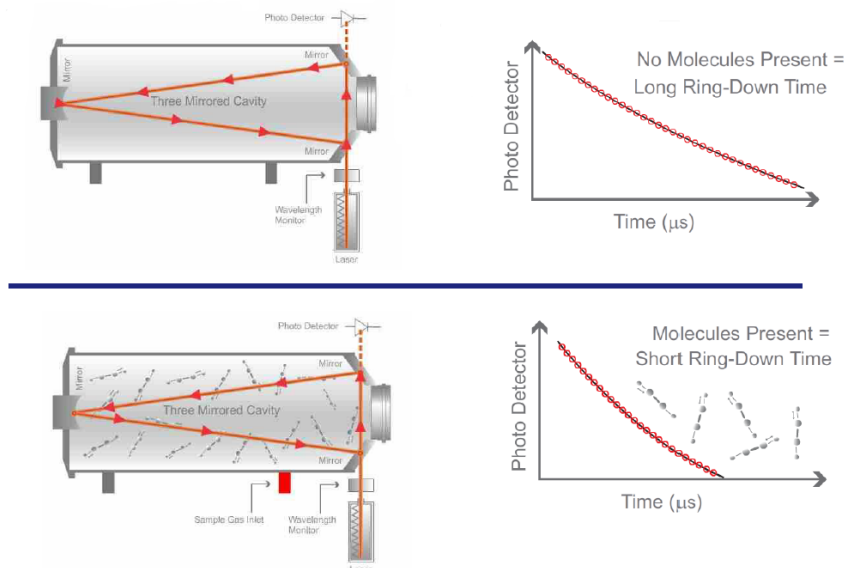 Photo Detector
Mirror
Mirror
Three Mirrored Cavity
Mirror
Wavelength
Monitor
Laser
No Molecules Present =
Long Ring-Down Time
Photo Detector
Time (μs)
Photo Detector
Mirror
Mirror
Three Mirrored Cavity
Mirror
Sample Gas Inlet
Wavelength
Monitor
Molecules Present =
Short Ring-Down Time
Photo Detector
Time (μs)